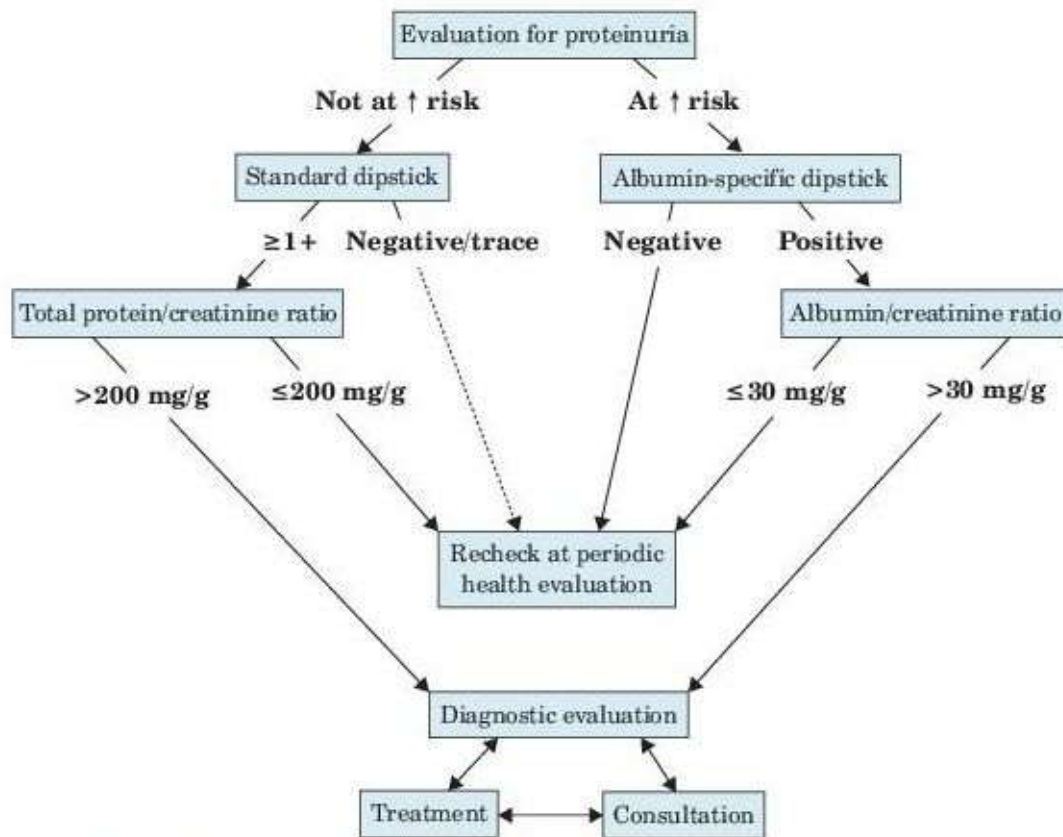 Evaluation for proteinuria
Not at ↑ risk
At ↑ risk
Standard dipstick
Albumin-specific dipstick
≥1+
Negative/trace
Negative
Positive
Total protein/creatinine ratio
Albumin/creatinine ratio
>200 mg/g
≤200 mg/g
≤30 mg/g
>30 mg/g
Recheck at periodic
health evaluation
Diagnostic evaluation
Treatment
Consultation